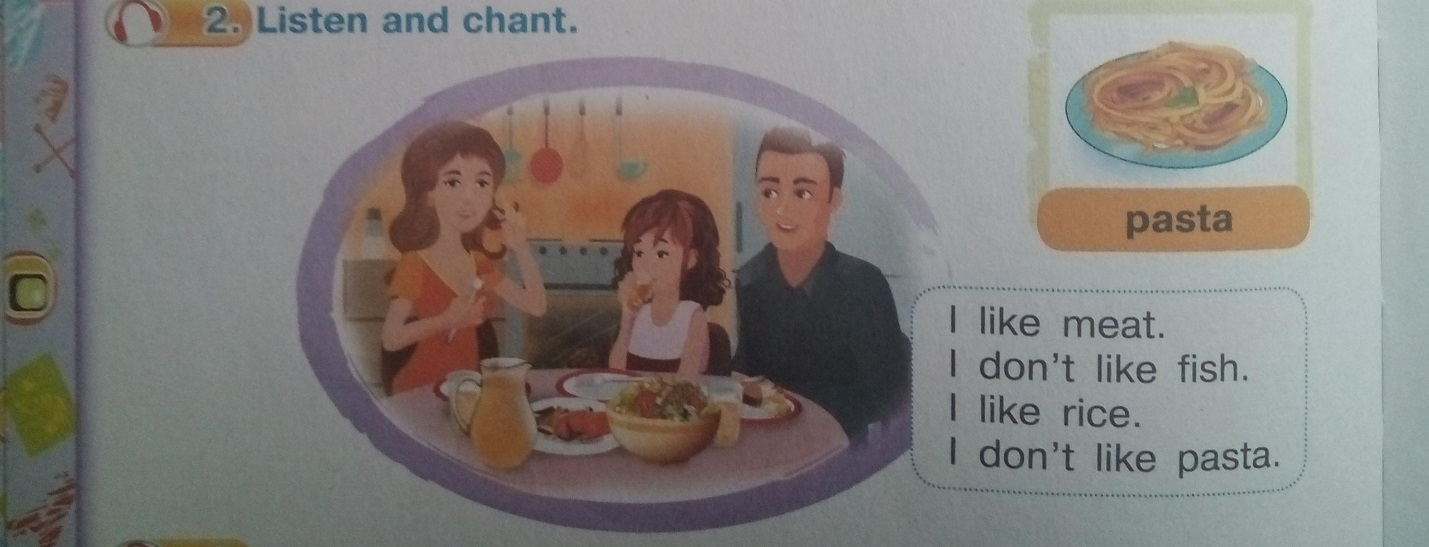 2. Listen and chant.
pasta
I like meat.
I don't like fish.
I like rice.
I don't like pasta.